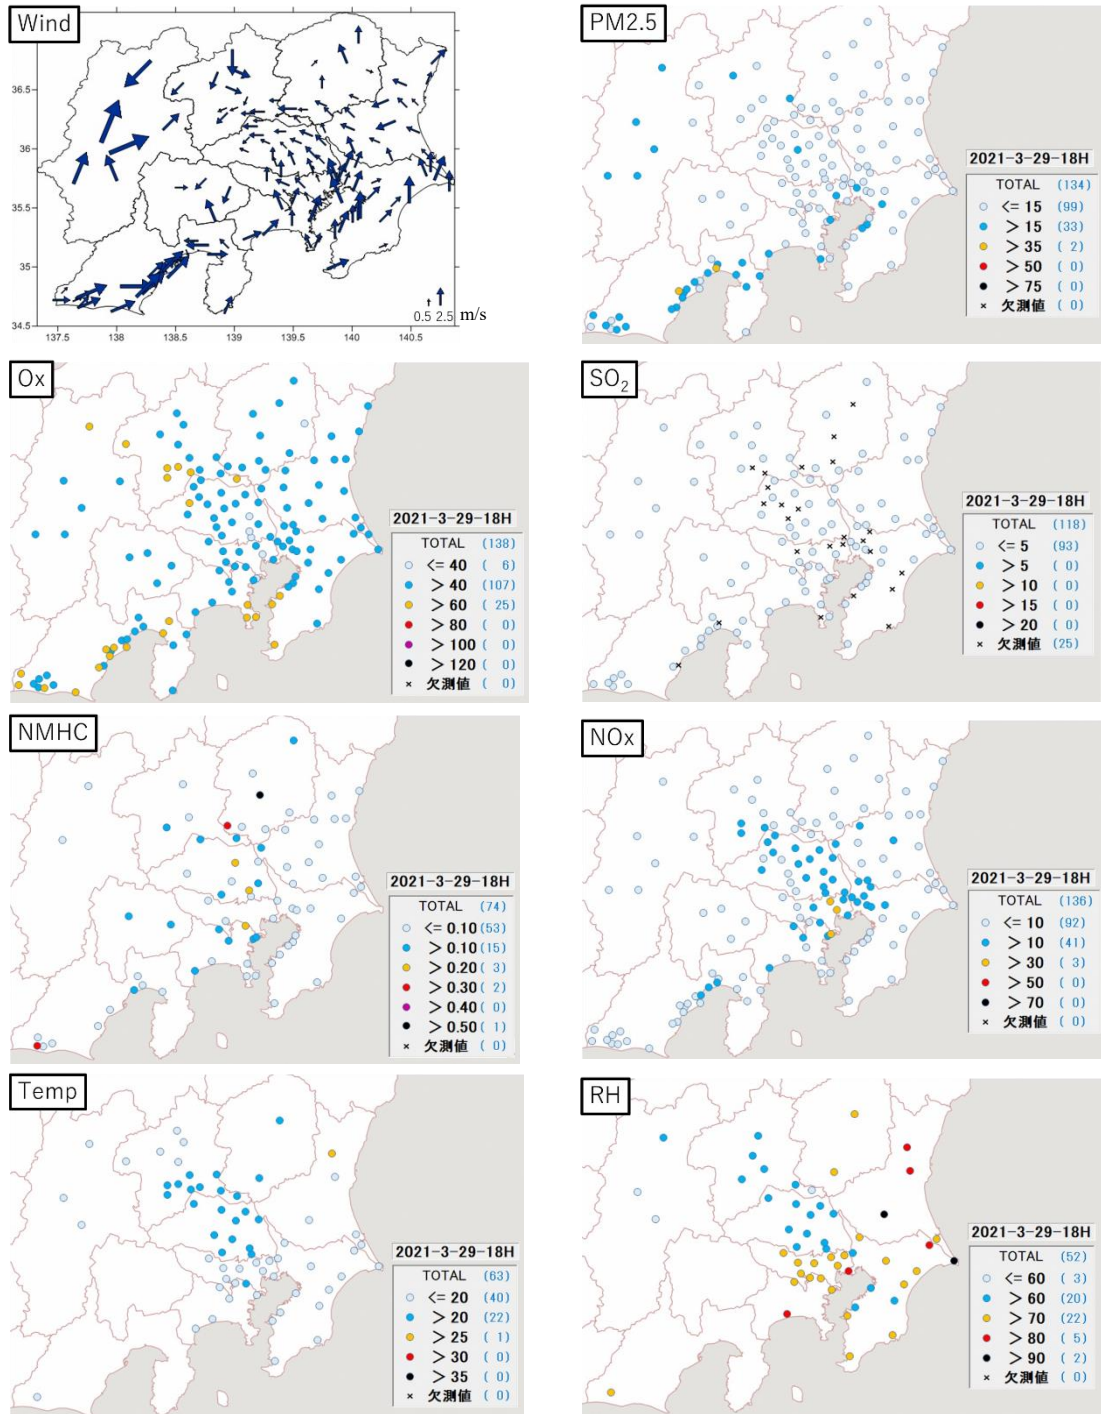 Wind
36.5
36
35.5
35
34.5
137.5 138 138.5 139 139.5 140 140.5
0.5 2.5 m/s
PM2.5
2021-3-29-18H
TOTAL (134)
<= 15 (99)
> 15 (33)
> 35 ( 2)
> 50 ( 0)
> 75 ( 0)
× 欠測値 ( 0)
Ox
2021-3-29-18H
TOTAL (138)
<= 40 ( 6)
> 40 (107)
> 60 ( 25)
> 80 ( 0)
> 100 ( 0)
> 120 ( 0)
× 欠測値 ( 0)
SO2
2021-3-29-18H
TOTAL (118)
<= 5 (93)
> 5 ( 0)
> 10 ( 0)
> 15 ( 0)
> 20 ( 0)
× 欠測値 (25)
NMHC
2021-3-29-18H
TOTAL (74)
<= 0.10 (53)
> 0.10 (15)
> 0.20 ( 3)
> 0.30 ( 2)
> 0.40 ( 0)
> 0.50 ( 1)
× 欠測値 ( 0)
NOx
2021-3-29-18H
TOTAL (136)
<= 10 (92)
> 10 (41)
> 30 ( 3)
> 50 ( 0)
> 70 ( 0)
× 欠測値 ( 0)
Temp
2021-3-29-18H
TOTAL (63)
<= 20 (40)
> 20 (22)
> 25 ( 1)
> 30 ( 0)
> 35 ( 0)
× 欠測値 ( 0)
RH
2021-3-29-18H
TOTAL (52)
<= 60 ( 3)
> 60 (20)
> 70 (22)
> 80 ( 5)
> 90 ( 2)
× 欠測値 ( 0)